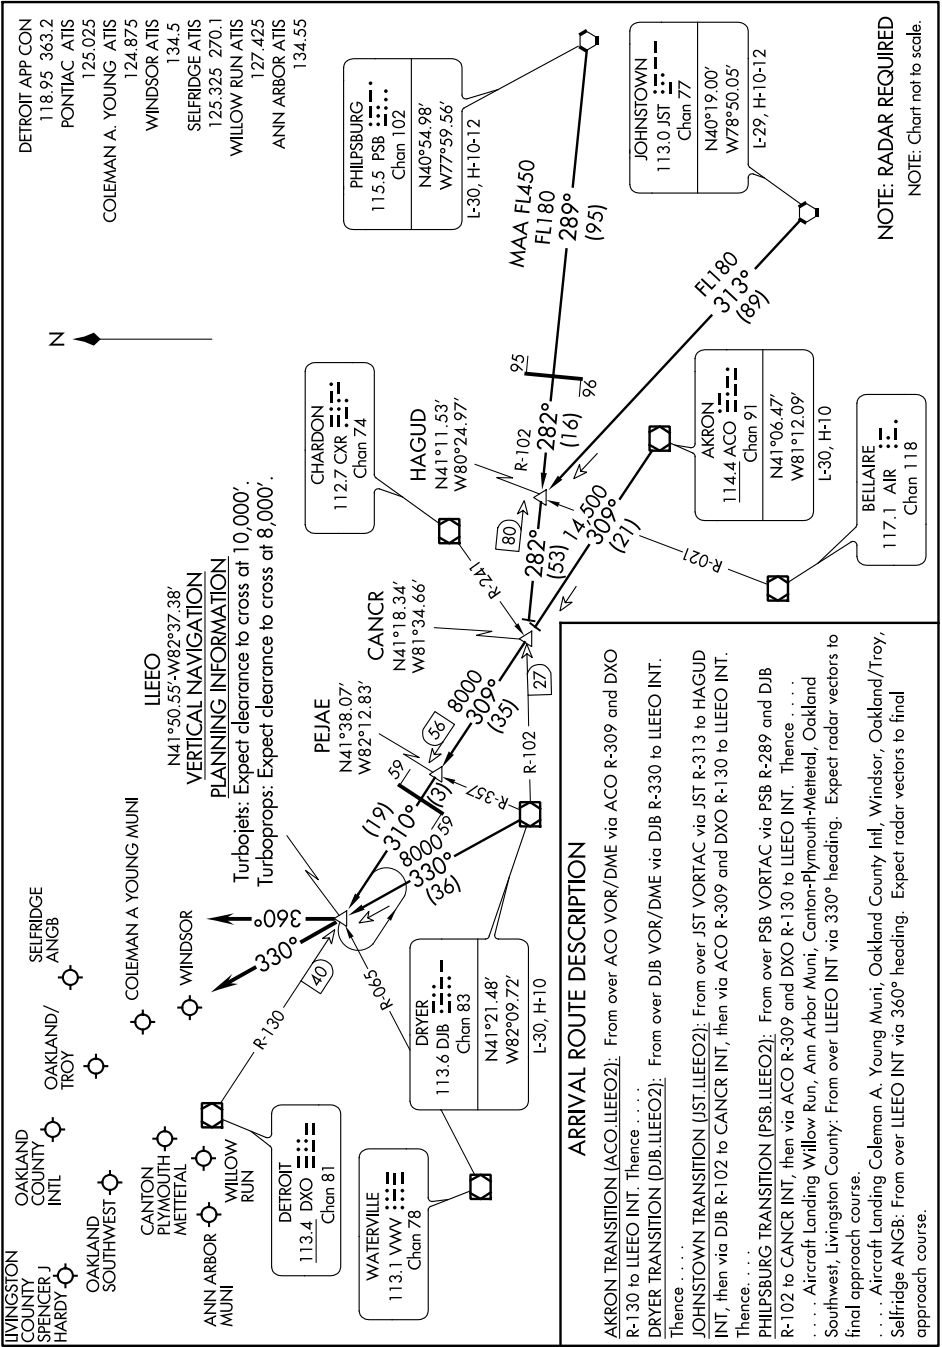 DETROIT APP CON
118.95 363.2
PONTIAC ATIS
125.025
COLEMAN A. YOUNG ATIS
124.875
WINDSOR ATIS
134.5
SELFRIDGE ATIS
125.325 270.1
WILLOW RUN ATIS
127.425
ANN ARBOR ATIS
134.55
LIVINGSTON
COUNTY
SPENCER J
HARDY
OAKLAND
COUNTY
INTL
OAKLAND/
TROY
SELFRIDGE
ANGB
OAKLAND
SOUTHWEST
COLEMAN A YOUNG MUNI
CANTON
PLYMOUTH
METTETAL
WINDSOR
ANN ARBOR
MUNI
WILLOW
RUN
LLEEO
N41°50.55'-W82°37.38'
VERTICAL NAVIGATION
PLANNING INFORMATION
Turbojets: Expect clearance to cross at 10,000'.
Turboprops: Expect clearance to cross at 8,000'.
N
DETROIT
113.4 DXO
Chan 81
R-130
40
330°
360°
WATERVILLE
113.1 VWV
Chan 78
R-065
DRYER
113.6 DJB
Chan 83
N41°21.48'
W82°09.72'
L-30, H-10
8000
330°
(36)
(19)
310°
59
59
(3)
R-357
PEJAE
N41°38.07'
W82°12.83'
56
8000
309°
(35)
R-102
27
CANCR
N41°18.34'
W81°34.66'
CHARDON
112.7 CXR
Chan 74
R-241
HAGUD
N41°11.53'
W80°24.97'
R-102
80
282°
(53)
282°
(16)
95
96
14,500
309°
(21)
R-021
PHILPSBURG
115.5 PSB
Chan 102
N40°54.98'
W77°59.56'
L-30, H-10-12
MAA FL450
FL180
289°
(95)
JOHNSTOWN
113.0 JST
Chan 77
N40°19.00'
W78°50.05'
L-29, H-10-12
FL180
313°
(89)
AKRON
114.4 ACO
Chan 91
N41°06.47'
W81°12.09'
L-30, H-10
BELLAIRE
117.1 AIR
Chan 118
NOTE: RADAR REQUIRED
NOTE: Chart not to scale.
ARRIVAL ROUTE DESCRIPTION
AKRON TRANSITION (ACO.LLEEO2): From over ACO VOR/DME via ACO R-309 and DXO
R-130 to LLEEO INT. Thence . . . .
DRYER TRANSITION (DJB.LLEEO2): From over DJB VOR/DME via DJB R-330 to LLEEO INT.
Thence . . . .
JOHNSTOWN TRANSITION (JST.LLEEO2): From over JST VORTAC via JST R-313 to HAGUD
INT, then via DJB R-102 to CANCR INT, then via ACO R-309 and DXO R-130 to LLEEO INT.
Thence. . . .
PHILPSBURG TRANSITION (PSB.LLEEO2): From over PSB VORTAC via PSB R-289 and DJB
R-102 to CANCR INT, then via ACO R-309 and DXO R-130 to LLEEO INT. Thence . . . .
. . . . Aircraft Landing Willow Run, Ann Arbor Muni, Canton-Plymouth-Mettetal, Oakland
Southwest, Livingston County: From over LLEEO INT via 330° heading. Expect radar vectors to
final approach course.
. . . . Aircraft Landing Coleman A. Young Muni, Oakland County Intl, Windsor, Oakland/Troy,
Selfridge ANGB: From over LLEEO INT via 360° heading. Expect radar vectors to final
approach course.